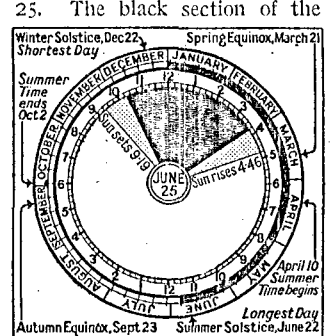 25. The black section of the
Winter Solstice, Dec 22
Shortest Day
Spring Equinox, March 21
Summer
Time
ends
Oct 2
JANUARY
FEBRUARY
MARCH
APRIL
MAY
JUNE
JULY
AUGUST
SEPTEMBER
OCTOBER
NOVEMBER
DECEMBER
Sun sets 9·19
Sun rises 4·46
JUNE
25
April 10
Summer
Time begins
Longest Day
Autumn Equinox, Sept 23
Summer Solstice, June 22